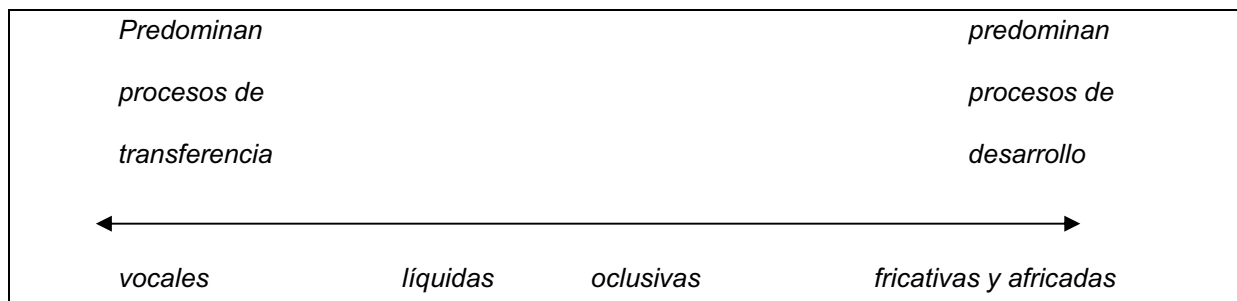 Predominan predominan
procesos de procesos de
transferencia desarrollo
vocales líquidas oclusivas fricativas y africadas